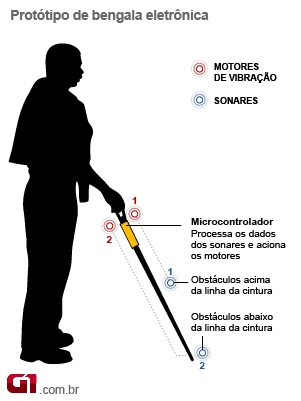 Protótipo de bengala eletrônica
MOTORES
DE VIBRAÇÃO
SONARES
1
2
Microcontrolador
Processa os dados
dos sonares e aciona
os motores
1
Obstáculos acima
da linha da cintura
Obstáculos abaixo
da linha da cintura
2
G1
.com.br